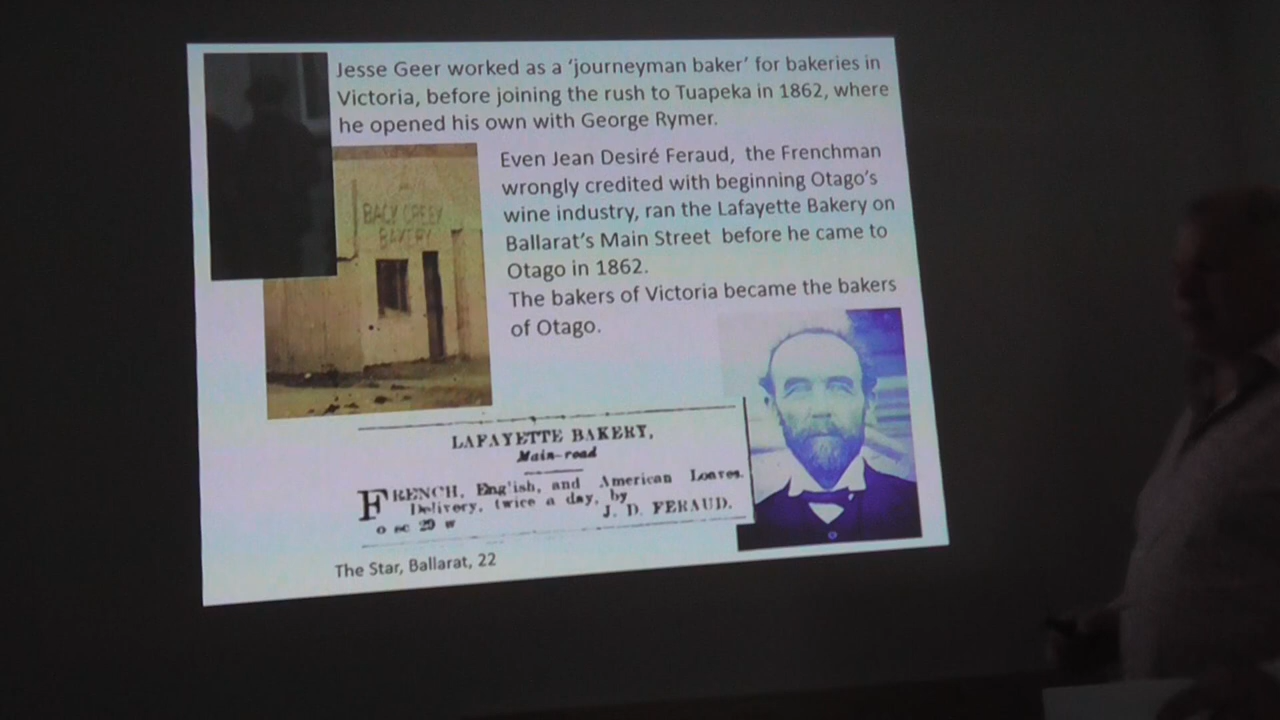 Jesse Geer worked as a 'journeyman baker' for bakeries in
Victoria, before joining the rush to Tuapeka in 1862, where
he opened his own with George Rymer.
Even Jean Desiré Feraud, the Frenchman
wrongly credited with beginning Otago's
wine industry, ran the Lafayette Bakery on
Ballarat's Main Street before he came to
Otago in 1862.
The bakers of Victoria became the bakers
of Otago.
BACK CREEK
BAKERY
LAFAYETTE BAKERY,
Main-road
FRENCH, Eng'ish, and American Loaves.
Delivery, twice a day, by
J. D. FERAUD.
29 w
The Star, Ballarat, 22